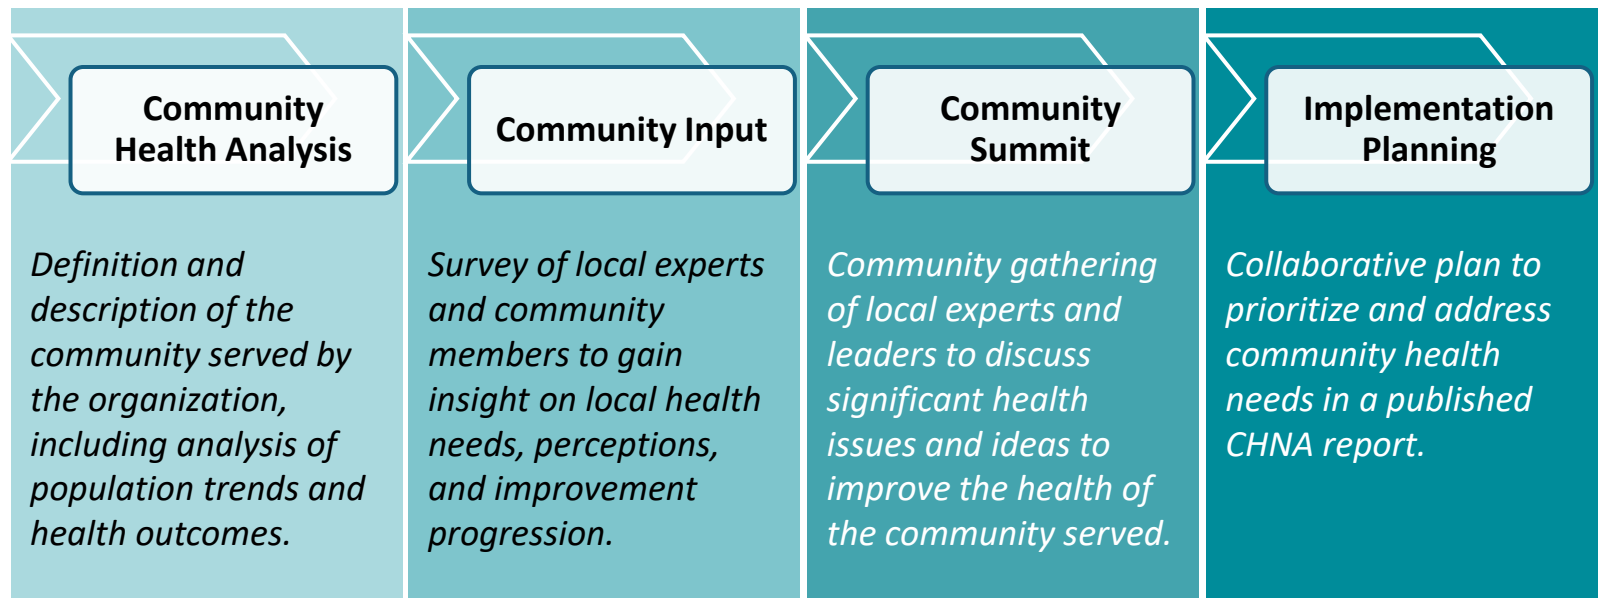 Community
Health Analysis
Definition and
description of the
community served by
the organization,
including analysis of
population trends and
health outcomes.
Community Input
Survey of local experts
and community
members to gain
insight on local health
needs, perceptions,
and improvement
progression.
Community
Summit
Community gathering
of local experts and
leaders to discuss
significant health
issues and ideas to
improve the health of
the community served.
Implementation
Planning
Collaborative plan to
prioritize and address
community health
needs in a published
CHNA report.